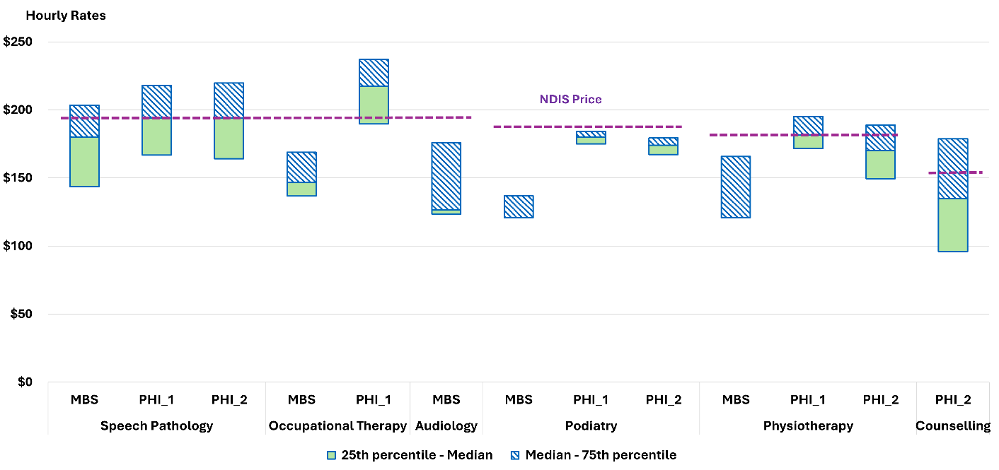 Hourly Rates
$250
$200
$150
$100
$50
$0
NDIS Price
MBS PHI_1 PHI_2 MBS PHI_1 MBS MBS PHI_1 PHI_2 MBS PHI_1 PHI_2 PHI_2
Speech Pathology Occupational Therapy Audiology Podiatry Physiotherapy Counselling
25th percentile - Median Median - 75th percentile